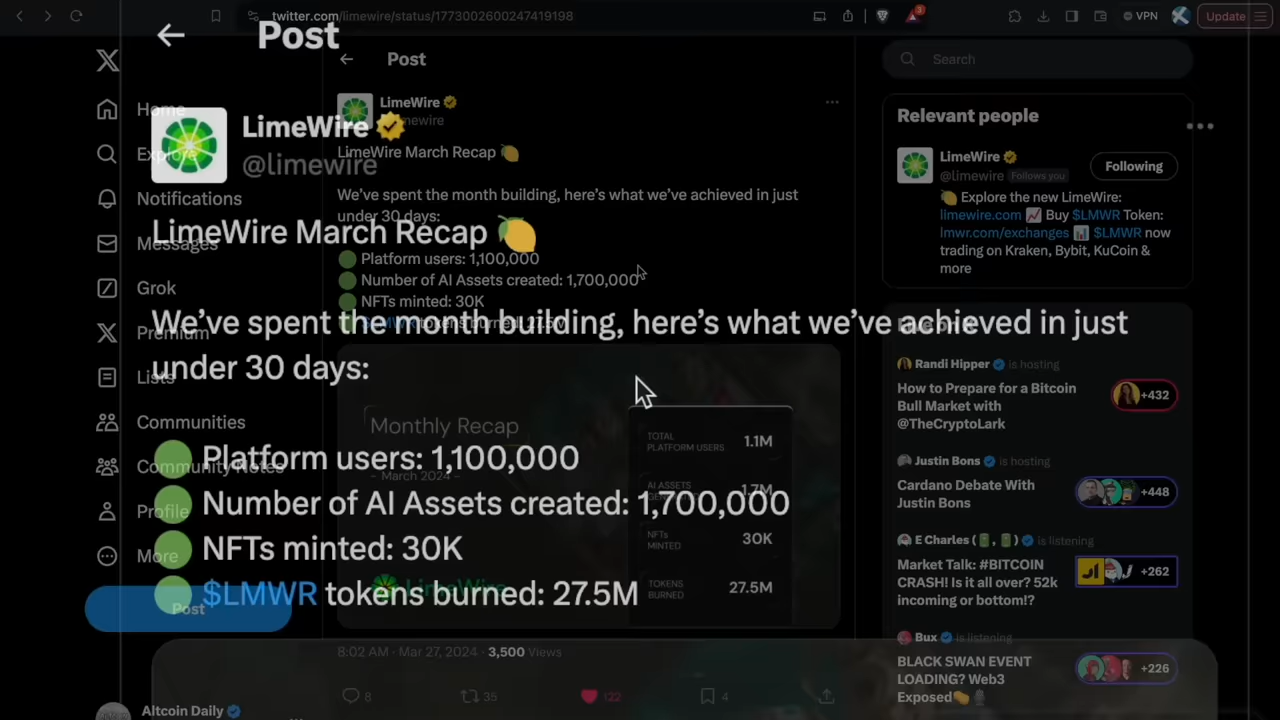 twitter.com/limewire/status/1773002600247419198
VPN
Update
3
Post
LimeWire
@limewire
LimeWire March Recap
We've spent the month building, here's what we've achieved in just
under 30 days:
Platform users: 1,100,000
Number of AI Assets created: 1,700,000
NFTs minted: 30K
$LMWR tokens burned: 27.5M
Home
Explore
Notifications
Messages
Grok
Premium
Lists
Communities
Community Notes
Profile
More
Post
Altcoin Daily
Post
LimeWire
LimeWire March Recap
We've spent the month building, here's what we've achieved in just
under 30 days:
Platform users: 1,100,000
Number of AI Assets created: 1,700,000
NFTs minted: 30K
Monthly Recap
- March 2024 -
LimeWire
TOTAL
PLATFORM USERS
1.1M
AI ASSETS
1.7M
NFTs
MINTED
30K
TOKENS
BURNED
27.5M
8:02 AM · Mar 27, 2024 · 3,500 Views
8
35
122
4
Search
Relevant people
LimeWire
@limewire Follows you
Following
Explore the new LimeWire:
limewire.com Buy $LMWR Token:
lmwr.com/exchanges $LMWR now
trading on Kraken, Bybit, KuCoin &
more
Randi Hipper is hosting
How to Prepare for a Bitcoin
Bull Market with
@TheCryptoLark
+432
Justin Bons is hosting
Cardano Debate With
Justin Bons
+448
E Charles is listening
Market Talk: #BITCOIN
CRASH! Is it all over? 52k
incoming or bottom!?
+262
Bux is listening
BLACK SWAN EVENT
LOADING? Web3
Exposed
+226